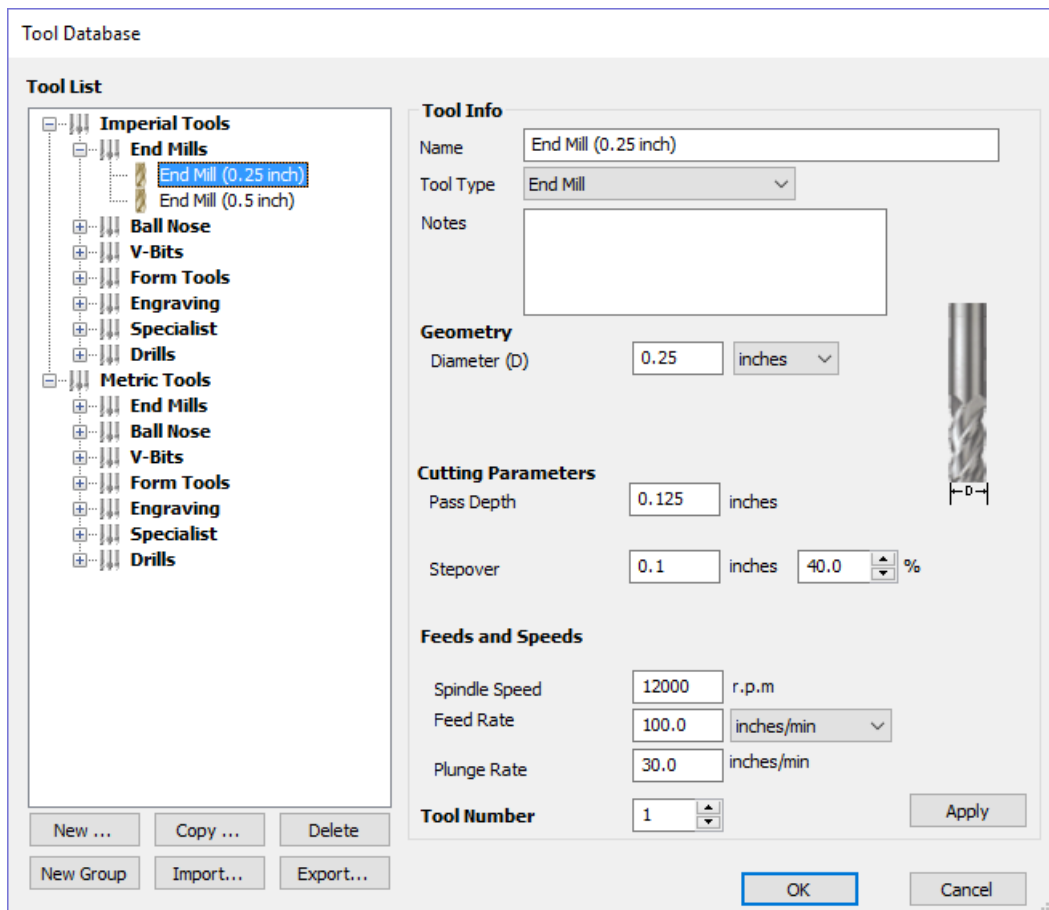 Tool Database
Tool List
Imperial Tools
End Mills
End Mill (0.25 inch)
End Mill (0.5 inch)
Ball Nose
V-Bits
Form Tools
Engraving
Specialist
Drills
Metric Tools
End Mills
Ball Nose
V-Bits
Form Tools
Engraving
Specialist
Drills
New ... Copy ... Delete
New Group Import... Export...
Tool Info
Name End Mill (0.25 inch)
Tool Type End Mill
Notes
Geometry
Diameter (D) 0.25 inches
D
Cutting Parameters
Pass Depth 0.125 inches
Stepover 0.1 inches 40.0 %
Feeds and Speeds
Spindle Speed 12000 r.p.m
Feed Rate 100.0 inches/min
Plunge Rate 30.0 inches/min
Tool Number 1 Apply
OK Cancel